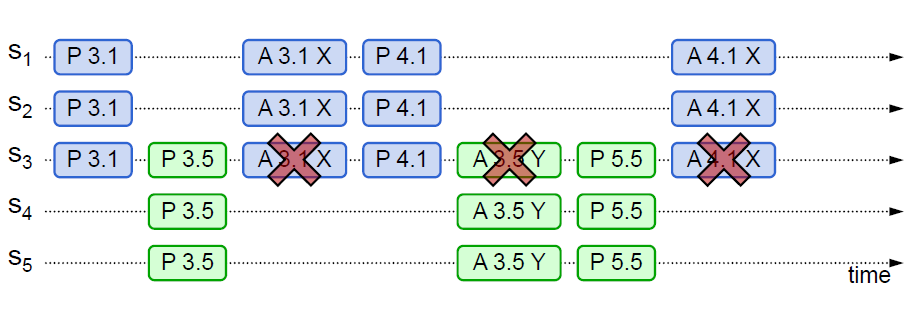 S1 P 3.1 A 3.1 X P 4.1 A 4.1 X
S2 P 3.1 A 3.1 X P 4.1 A 4.1 X
S3 P 3.1 P 3.5 A 3.1 X P 4.1 A 3.5 Y P 5.5 A 4.1 X
S4 P 3.5 A 3.5 Y P 5.5
S5 P 3.5 A 3.5 Y P 5.5
time